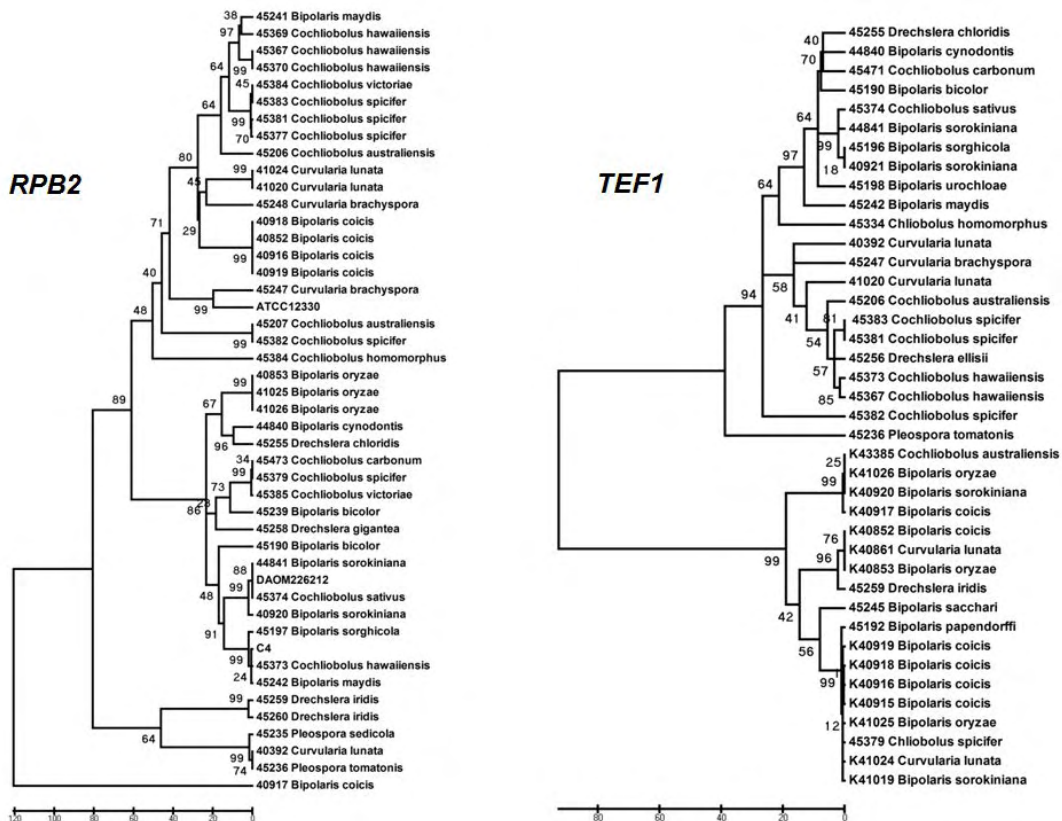 RPB2
38
45241 Bipolaris maydis
97
45369 Cochliobolus hawaiiensis
45367 Cochliobolus hawaiiensis
64
99
45370 Cochliobolus hawaiiensis
45
45384 Cochliobolus victoriae
45383 Cochliobolus spicifer
64
99
45381 Cochliobolus spicifer
70
45377 Cochliobolus spicifer
45206 Cochliobolus australiensis
80
99
41024 Curvularia lunata
45
41020 Curvularia lunata
45248 Curvularia brachyspora
71
29
40918 Bipolaris coicis
40852 Bipolaris coicis
40916 Bipolaris coicis
99
40919 Bipolaris coicis
40
45247 Curvularia brachyspora
99
ATCC12330
48
45207 Cochliobolus australiensis
99
45382 Cochliobolus spicifer
45384 Cochliobolus homomorphus
89
99
40853 Bipolaris oryzae
41025 Bipolaris oryzae
67
41026 Bipolaris oryzae
44840 Bipolaris cynodontis
96
45255 Drechslera chloridis
34
45473 Cochliobolus carbonum
99
45379 Cochliobolus spicifer
73
45385 Cochliobolus victoriae
86
45239 Bipolaris bicolor
45258 Drechslera gigantea
45190 Bipolaris bicolor
88
44841 Bipolaris sorokiniana
DAOM226212
48
99
45374 Cochliobolus sativus
40920 Bipolaris sorokiniana
91
45197 Bipolaris sorghicola
C4
99
45373 Cochliobolus hawaiiensis
24
45242 Bipolaris maydis
99
45259 Drechslera iridis
45260 Drechslera iridis
64
45235 Pleospora sedicola
99
40392 Curvularia lunata
74
45236 Pleospora tomatonis
40917 Bipolaris coicis
120 100 80 60 40 20 0
TEF1
40
45255 Drechslera chloridis
70
44840 Bipolaris cynodontis
45471 Cochliobolus carbonum
45190 Bipolaris bicolor
64
45374 Cochliobolus sativus
44841 Bipolaris sorokiniana
99
45196 Bipolaris sorghicola
97
18
40921 Bipolaris sorokiniana
45198 Bipolaris urochloae
64
45242 Bipolaris maydis
45334 Chliobolus homomorphus
40392 Curvularia lunata
45247 Curvularia brachyspora
94
58
41020 Curvularia lunata
45206 Cochliobolus australiensis
41
81
45383 Cochliobolus spicifer
54
45381 Cochliobolus spicifer
45256 Drechslera ellisii
57
45373 Cochliobolus hawaiiensis
85
45367 Cochliobolus hawaiiensis
45382 Cochliobolus spicifer
45236 Pleospora tomatonis
25
K43385 Cochliobolus australiensis
K41026 Bipolaris oryzae
99
K40920 Bipolaris sorokiniana
K40917 Bipolaris coicis
76
K40852 Bipolaris coicis
99
96
K40861 Curvularia lunata
K40853 Bipolaris oryzae
45259 Drechslera iridis
42
45245 Bipolaris sacchari
45192 Bipolaris papendorffi
56
K40919 Bipolaris coicis
K40918 Bipolaris coicis
99
K40916 Bipolaris coicis
K40915 Bipolaris coicis
12
K41025 Bipolaris oryzae
45379 Chliobolus spicifer
K41024 Curvularia lunata
K41019 Bipolaris sorokiniana
80 60 40 20 0